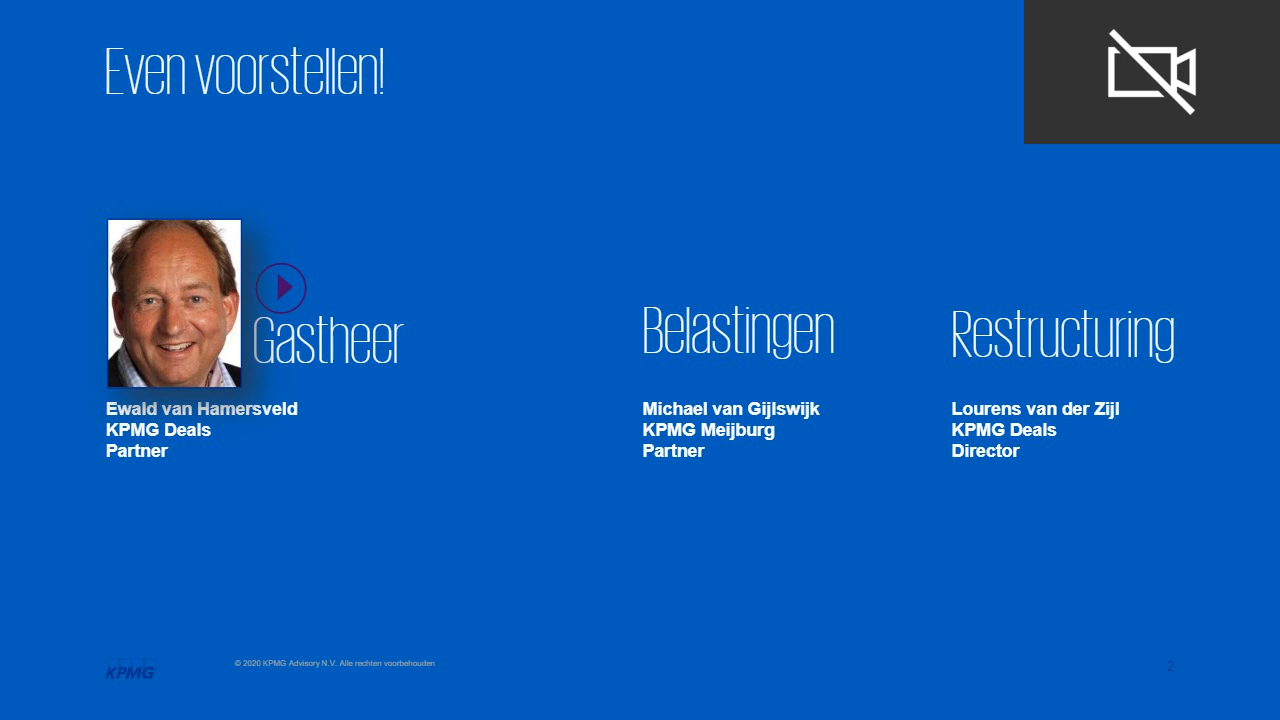 Even voorstellen!
Gastheer
Ewald van Hamersveld
KPMG Deals
Partner
Belastingen
Michael van Gijlswijk
KPMG Meijburg
Partner
Restructuring
Lourens van der Zijl
KPMG Deals
Director
KPMG
© 2020 KPMG Advisory N.V. Alle rechten voorbehouden
2